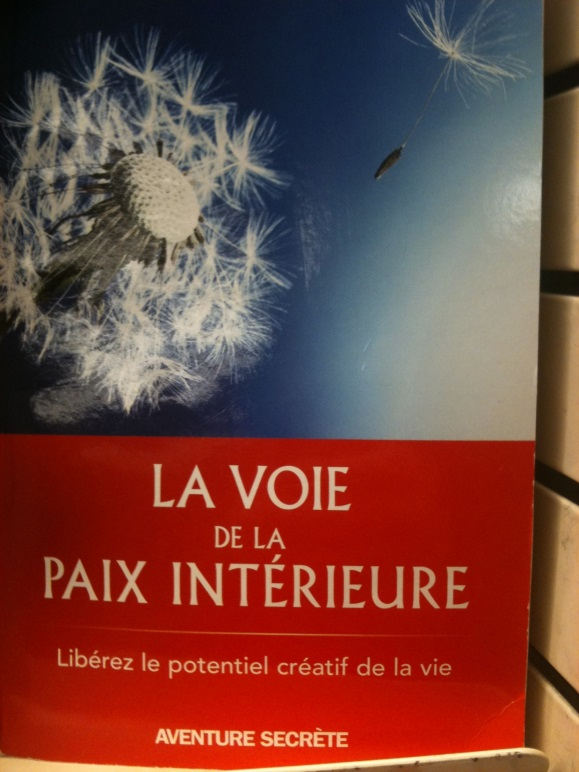 LA VOIE
DE LA
PAIX INTÉRIEURE
Libérez le potentiel créatif de la vie
AVENTURE SECRÈTE